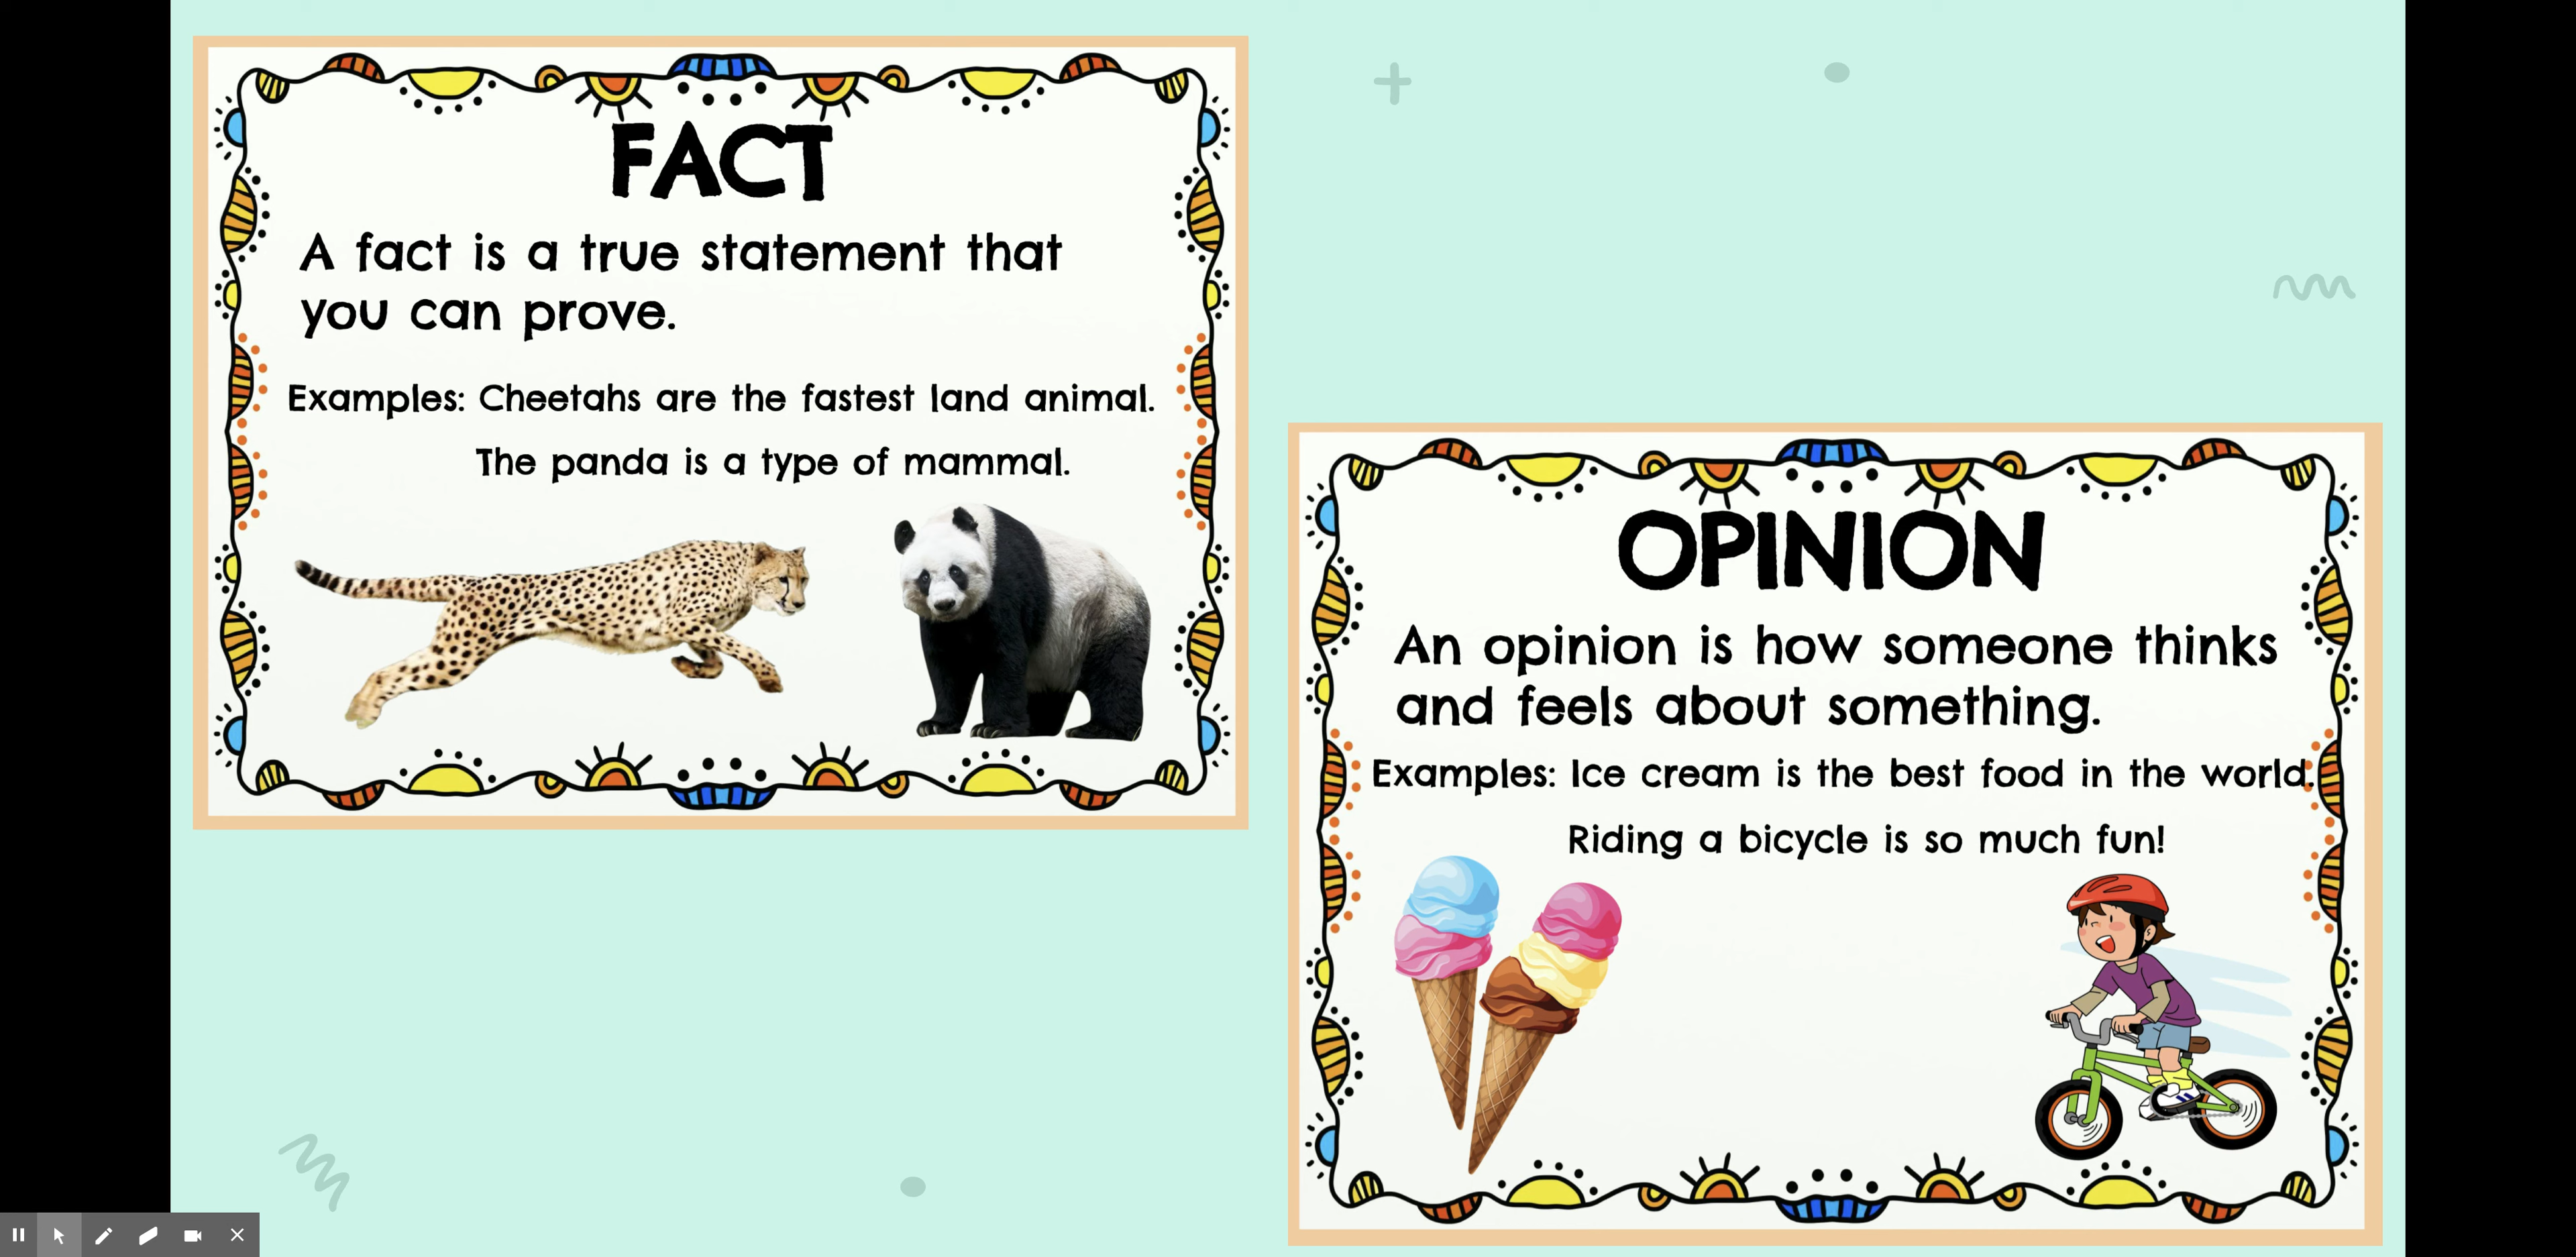 FACT
A fact is a true statement that
you can prove.
Examples: Cheetahs are the fastest land animal.
The panda is a type of mammal.
OPINION
An opinion is how someone thinks
and feels about something.
Examples: Ice cream is the best food in the world.
Riding a bicycle is so much fun!